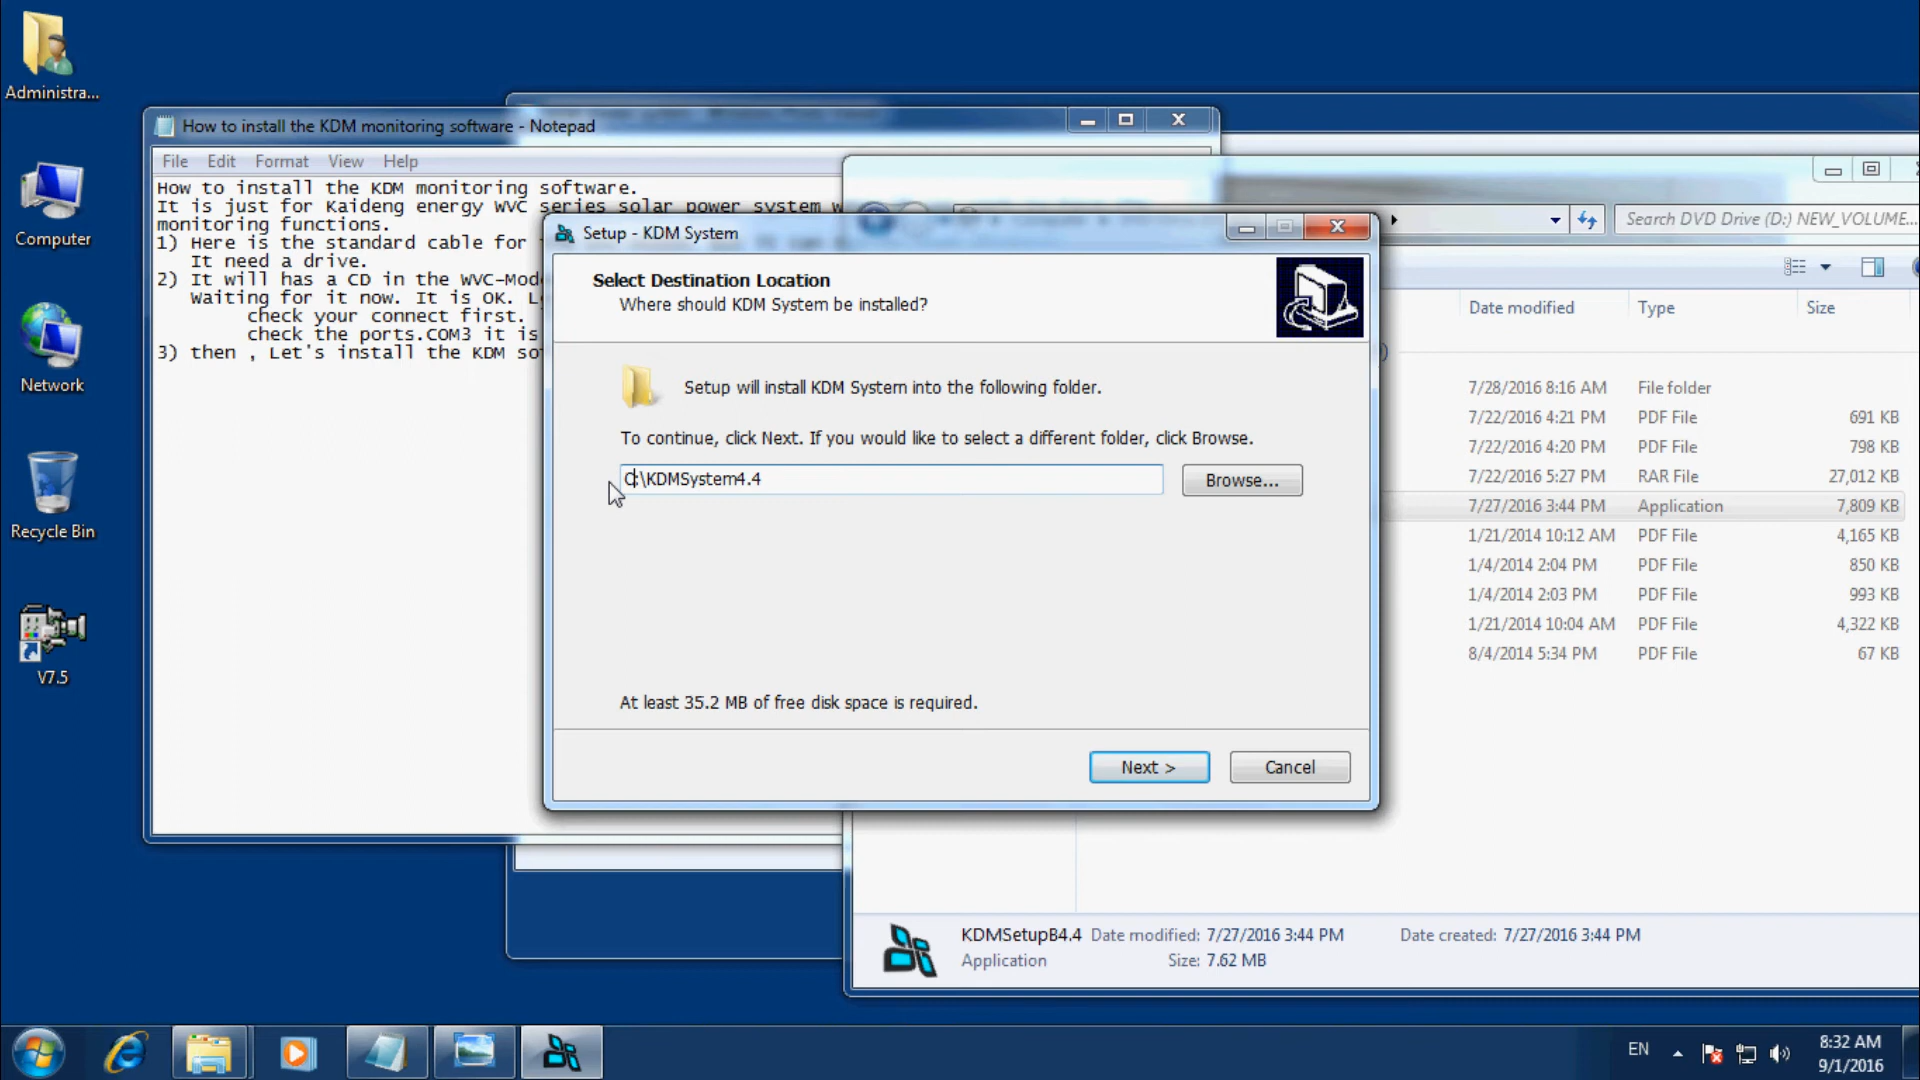 Administra...
Computer
Network
Recycle Bin
V7.5
How to install the KDM monitoring software - Notepad
File Edit Format View Help
How to install the KDM monitoring software.
It is just for Kaideng energy WVC series solar power system w
monitoring functions.
1) Here is the standard cable for
It need a drive.
2) It will has a CD in the WVC-Mod
Waiting for it now. It is OK. L
check your connect first.
check the ports.COM3 it is
3) then , Let's install the KDM so
Setup - KDM System
Select Destination Location
Where should KDM System be installed?
Setup will install KDM System into the following folder.
To continue, click Next. If you would like to select a different folder, click Browse.
C:\KDMSystem4.4
Browse...
At least 35.2 MB of free disk space is required.
Next >
Cancel
Search DVD Drive (D:) NEW_VOLUME...
Date modified Type Size
7/28/2016 8:16 AM File folder
7/22/2016 4:21 PM PDF File 691 KB
7/22/2016 4:20 PM PDF File 798 KB
7/22/2016 5:27 PM RAR File 27,012 KB
7/27/2016 3:44 PM Application 7,809 KB
1/21/2014 10:12 AM PDF File 4,165 KB
1/4/2014 2:04 PM PDF File 850 KB
1/4/2014 2:03 PM PDF File 993 KB
1/21/2014 10:04 AM PDF File 4,322 KB
8/4/2014 5:34 PM PDF File 67 KB
KDMSetupB4.4 Date modified: 7/27/2016 3:44 PM Date created: 7/27/2016 3:44 PM
Application Size: 7.62 MB
EN
8:32 AM
9/1/2016